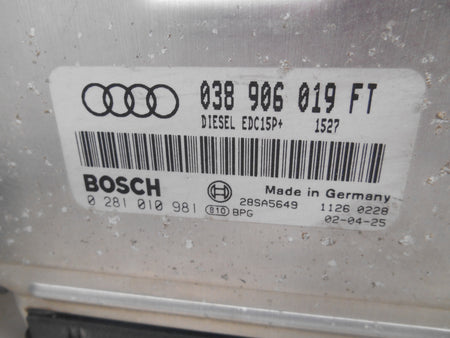 038 906 019 FT
DIESEL EDC15P+ 1527
BOSCH Made in Germany
0 281 010 981 810 BPG 28SA5649 1126 0228
02-04-25